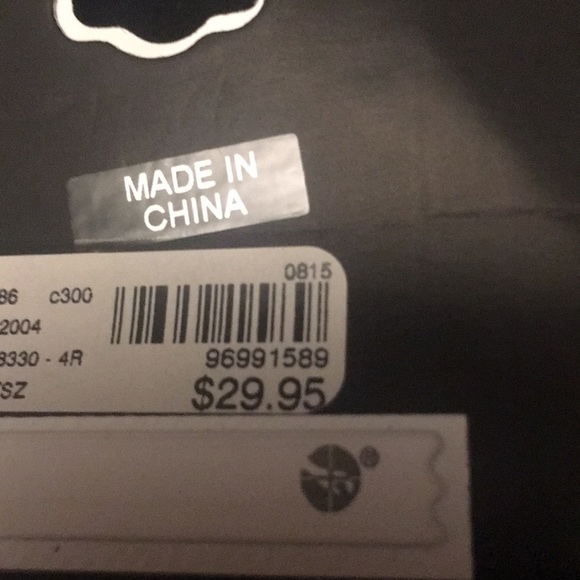 MADE IN
CHINA
0815
86 c300
2004
8330 - 4R
96991589
SZ
$29.95
®